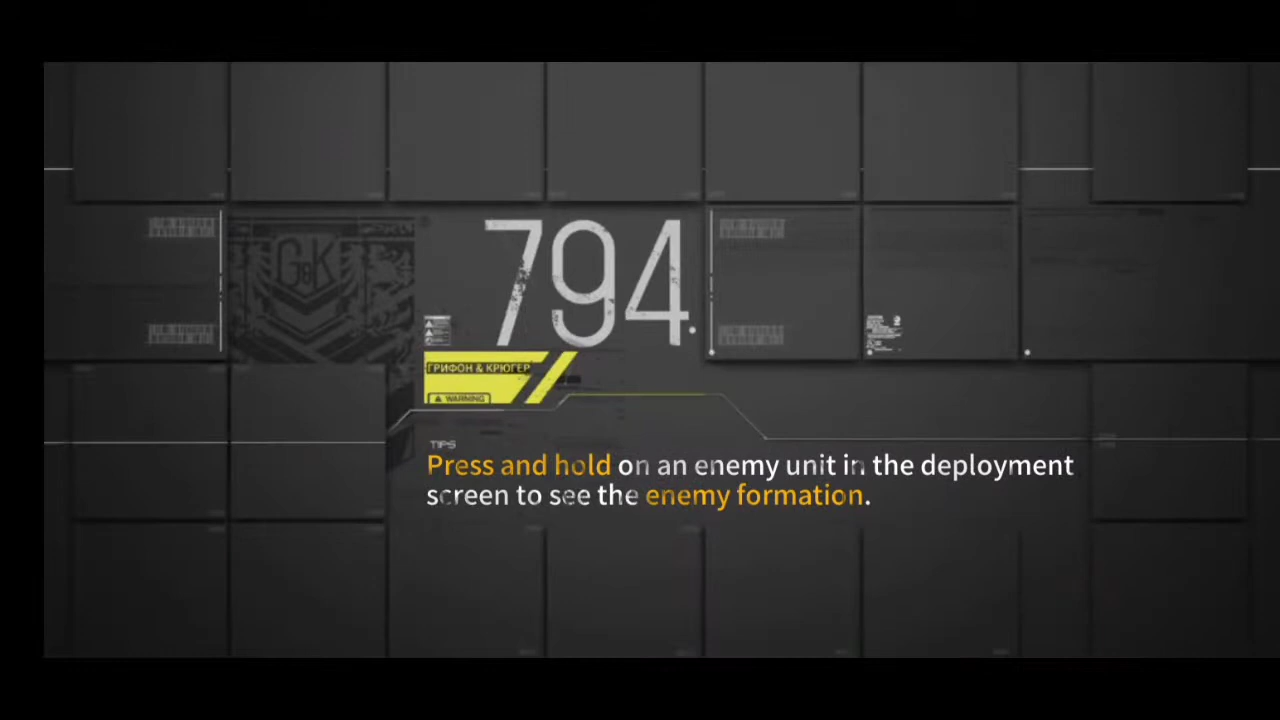 G&K
794.
ГРИФОН & КРЮГЕР
WARNING
TIPS
Press and hold on an enemy unit in the deployment
screen to see the enemy formation.